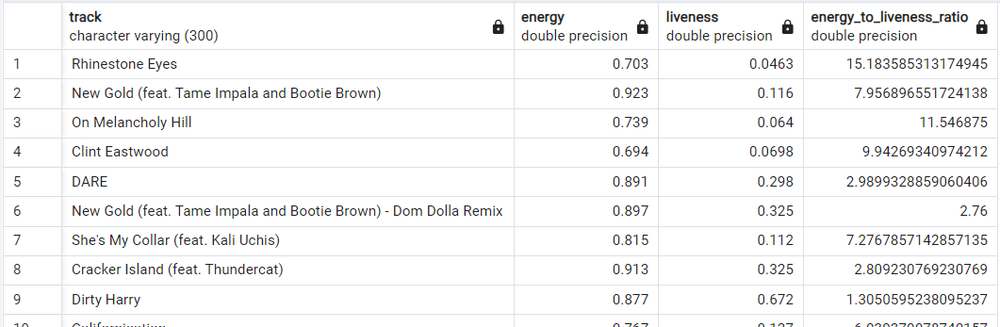 track energy liveness energy_to_liveness_ratio
character varying (300) double precision double precision double precision
1 Rhinestone Eyes 0.703 0.0463 15.183585313174945
2 New Gold (feat. Tame Impala and Bootie Brown) 0.923 0.116 7.956896551724138
3 On Melancholy Hill 0.739 0.064 11.546875
4 Clint Eastwood 0.694 0.0698 9.94269340974212
5 DARE 0.891 0.298 2.9899328859060406
6 New Gold (feat. Tame Impala and Bootie Brown) - Dom Dolla Remix 0.897 0.325 2.76
7 She's My Collar (feat. Kali Uchis) 0.815 0.112 7.2767857142857135
8 Cracker Island (feat. Thundercat) 0.913 0.325 2.809230769230769
9 Dirty Harry 0.877 0.672 1.3050595238095237